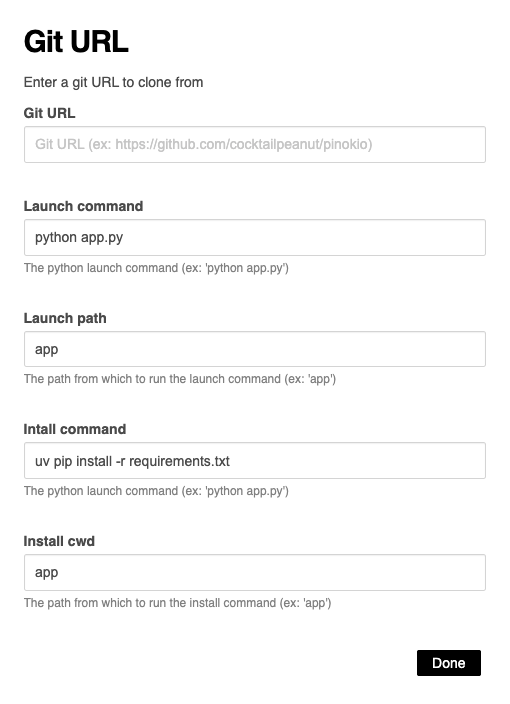 Git URL
Enter a git URL to clone from
Git URL
Git URL (ex: https://github.com/cocktailpeanut/pinokio)
Launch command
python app.py
The python launch command (ex: 'python app.py')
Launch path
app
The path from which to run the launch command (ex: 'app')
Intall command
uv pip install -r requirements.txt
The python launch command (ex: 'python app.py')
Install cwd
app
The path from which to run the install command (ex: 'app')
Done